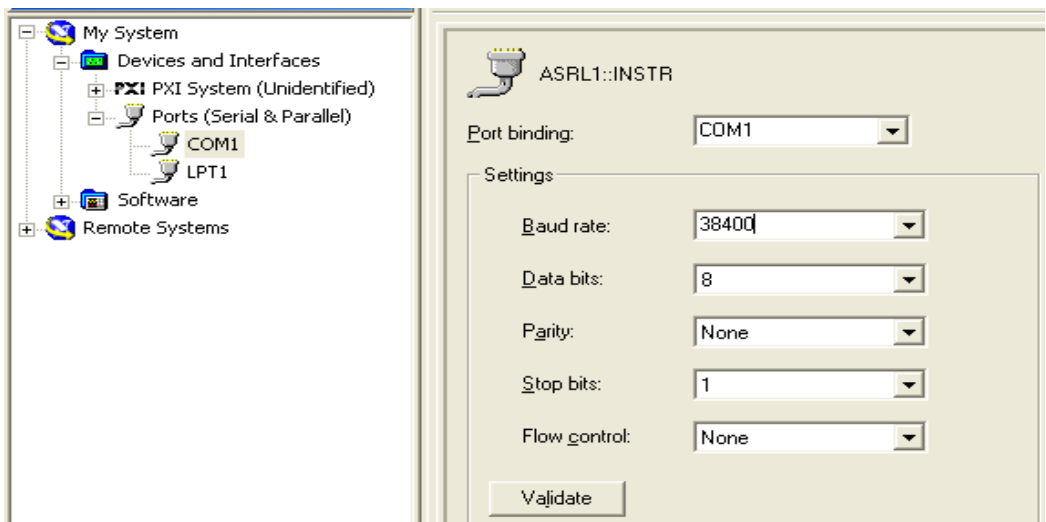 My System
Devices and Interfaces
PXI PXI System (Unidentified)
Ports (Serial & Parallel)
COM1
LPT1
Software
Remote Systems
ASRL1::INSTR
Port binding: COM1
Settings
Baud rate: 38400
Data bits: 8
Parity: None
Stop bits: 1
Flow control: None
Validate